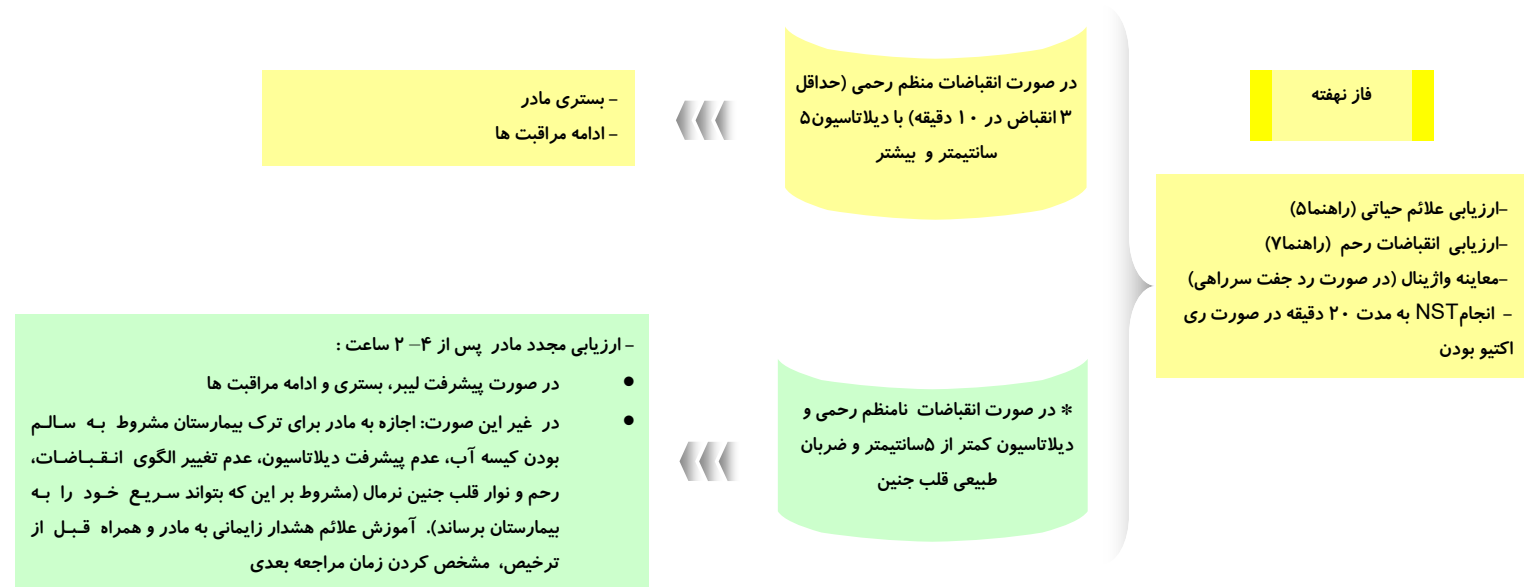 فاز نهفته
-ارزیابی علائم حیاتی (راهنما۵)
-ارزیابی انقباضات رحم (راهنما۷)
-معاینه واژینال (در صورت رد جفت سرراهی)
- انجامNST به مدت ۲۰ دقیقه در صورت ری
اکتیو بودن
در صورت انقباضات منظم رحمی (حداقل
۳ انقباض در ۱۰ دقیقه) با دیلاتاسیون۵
سانتیمتر و بیشتر
- بستری مادر
- ادامه مراقبت ها
* در صورت انقباضات نامنظم رحمی و
دیلاتاسیون کمتر از ۵سانتیمتر و ضربان
طبیعی قلب جنین
- ارزیابی مجدد مادر پس از ۴- ۲ ساعت :
● در صورت پیشرفت لیبر، بستری و ادامه مراقبت ها
● در غیر این صورت: اجازه به مادر برای ترک بیمارستان مشروط به سالم
بودن کیسه آب، عدم پیشرفت دیلاتاسیون، عدم تغییر الگوی انقباضات،
رحم و نوار قلب جنین نرمال (مشروط بر این که بتواند سریع خود را به
بیمارستان برساند). آموزش علائم هشدار زایمانی به مادر و همراه قبل از
ترخیص، مشخص کردن زمان مراجعه بعدی